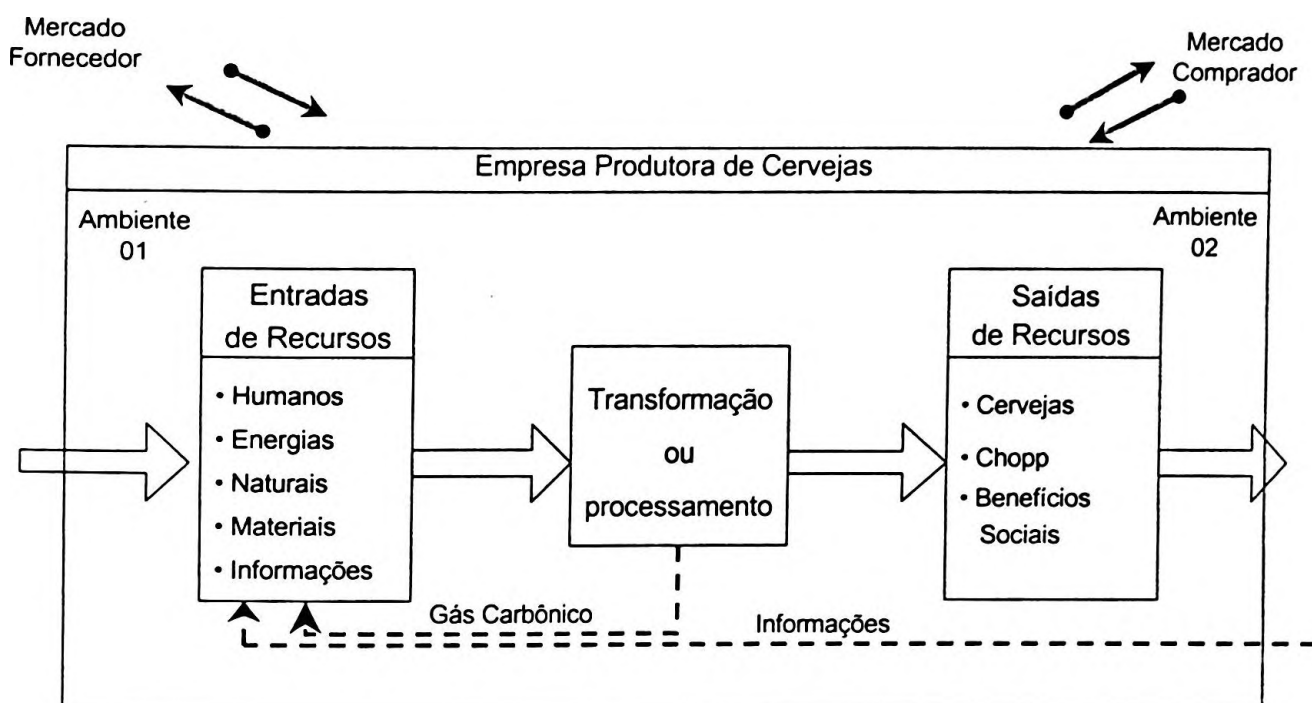 Mercado
Fornecedor
Mercado
Comprador
Empresa Produtora de Cervejas
Ambiente
01
Ambiente
02
Entradas
de Recursos
• Humanos
• Energias
• Naturais
• Materiais
• Informações
Transformação
ou
processamento
Saídas
de Recursos
• Cervejas
• Chopp
• Benefícios
Sociais
Gás Carbônico
Informações